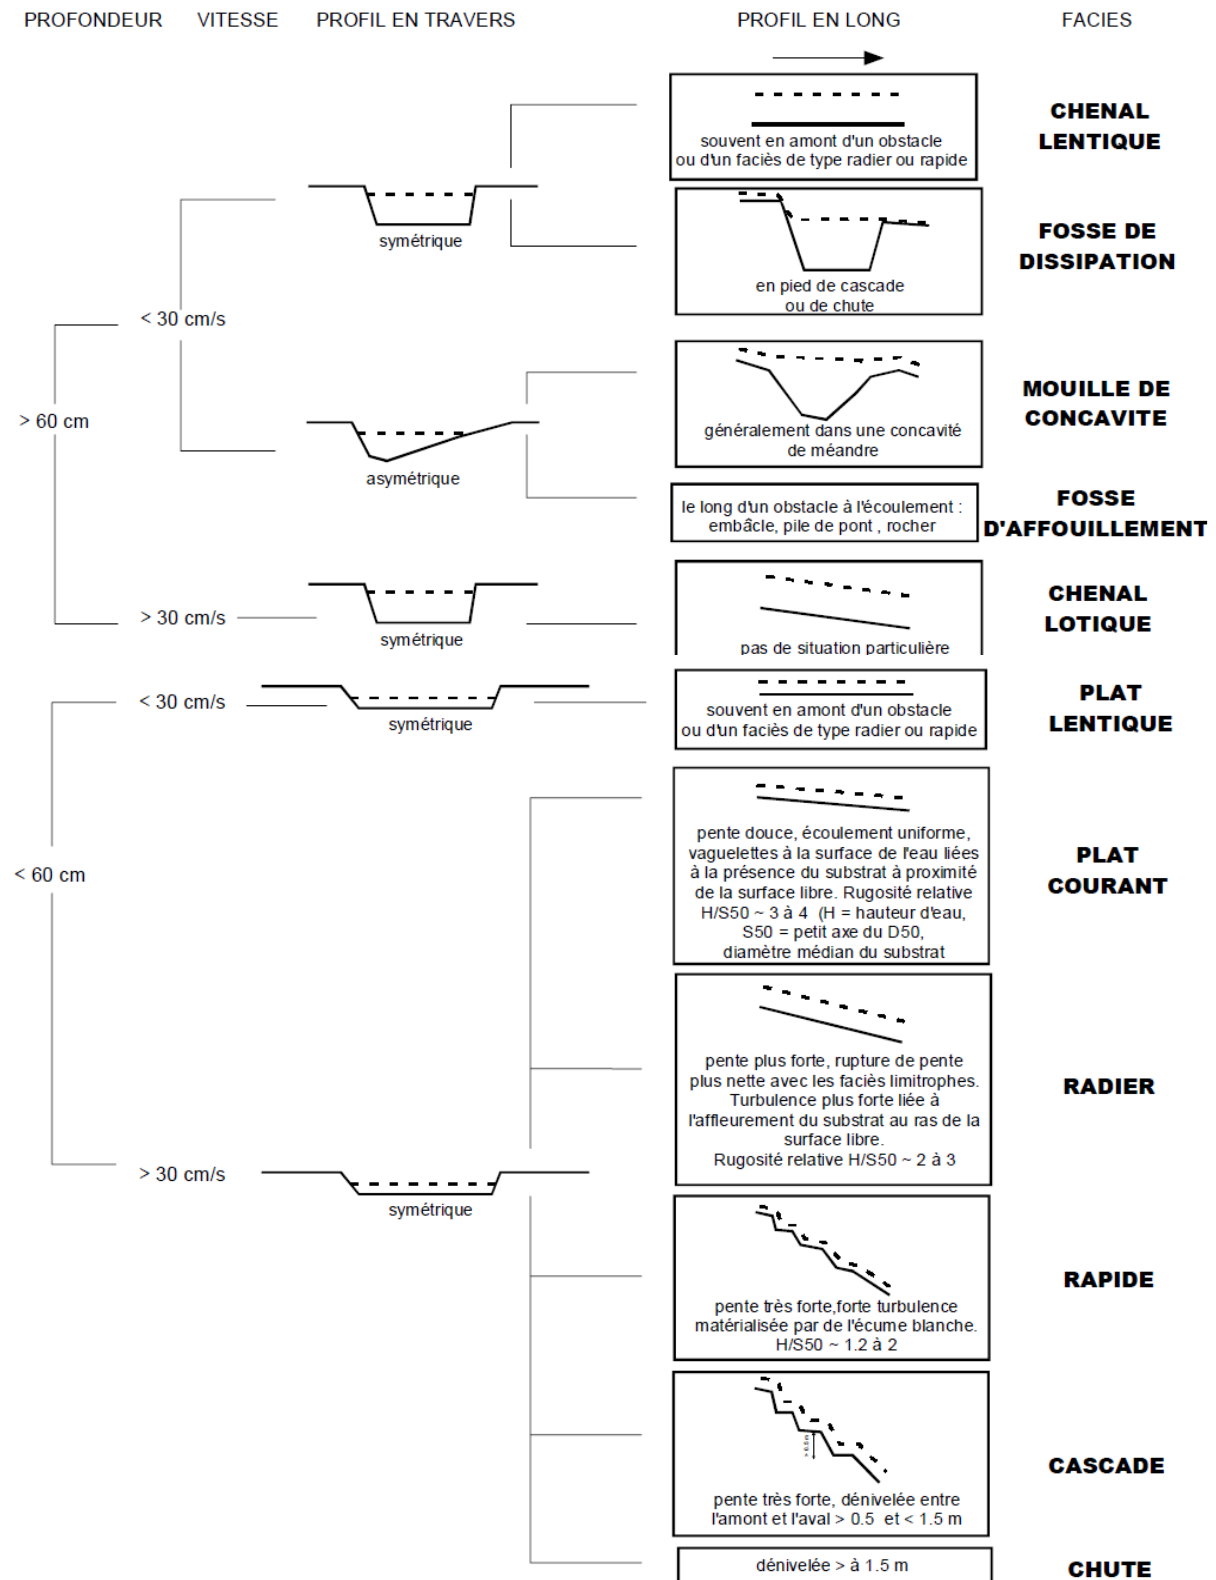 PROFONDEUR VITESSE PROFIL EN TRAVERS PROFIL EN LONG FACIES
souvent en amont d'un obstacle
ou d'un faciès de type radier ou rapide
CHENAL
LENTIQUE
symétrique
en pied de cascade
ou de chute
FOSSE DE
DISSIPATION
< 30 cm/s
> 60 cm
asymétrique
généralement dans une concavité
de méandre
MOUILLE DE
CONCAVITE
le long d'un obstacle à l'écoulement :
embâcle, pile de pont , rocher
FOSSE
D'AFFOUILLEMENT
> 30 cm/s
symétrique
pas de situation particulière
CHENAL
LOTIQUE
< 30 cm/s
symétrique
souvent en amont d'un obstacle
ou d'un faciès de type radier ou rapide
PLAT
LENTIQUE
< 60 cm
pente douce, écoulement uniforme,
vaguelettes à la surface de l'eau liées
à la présence du substrat à proximité
de la surface libre. Rugosité relative
H/S50 ~ 3 à 4 (H = hauteur d'eau,
S50 = petit axe du D50,
diamètre médian du substrat
PLAT
COURANT
pente plus forte, rupture de pente
plus nette avec les faciès limitrophes.
Turbulence plus forte liée à
l'affleurement du substrat au ras de la
surface libre.
Rugosité relative H/S50 ~ 2 à 3
RADIER
> 30 cm/s
symétrique
pente très forte,forte turbulence
matérialisée par de l'écume blanche.
H/S50 ~ 1.2 à 2
RAPIDE
> 0.5 m
pente très forte, dénivelée entre
l'amont et l'aval > 0.5 et < 1.5 m
CASCADE
dénivelée > à 1.5 m
CHUTE